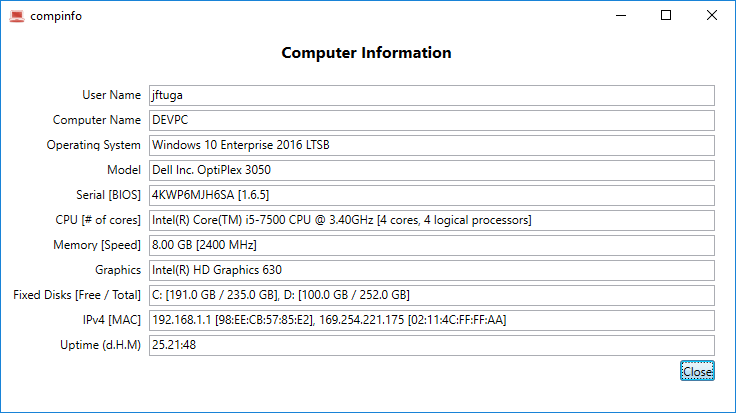 compinfo
Computer Information
User Name jftuga
Computer Name DEVPC
Operating System Windows 10 Enterprise 2016 LTSB
Model Dell Inc. OptiPlex 3050
Serial [BIOS] 4KWP6MJH6SA [1.6.5]
CPU [# of cores] Intel(R) Core(TM) i5-7500 CPU @ 3.40GHz [4 cores, 4 logical processors]
Memory [Speed] 8.00 GB [2400 MHz]
Graphics Intel(R) HD Graphics 630
Fixed Disks [Free / Total] C: [191.0 GB / 235.0 GB], D: [100.0 GB / 252.0 GB]
IPv4 [MAC] 192.168.1.1 [98:EE:CB:57:85:E2], 169.254.221.175 [02:11:4C:FF:FF:AA]
Uptime (d.H.M) 25.21:48
Close